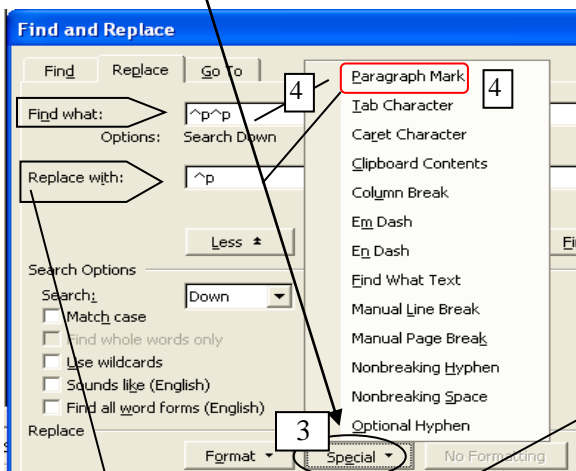 Find and Replace
Find Replace Go To
Find what: ^p^p
Options: Search Down
Replace with: ^p
Less
Search Options
Search: Down
Match case
Find whole words only
Use wildcards
Sounds like (English)
Find all word forms (English)
Replace
Format Special No Formatting
Paragraph Mark
Tab Character
Caret Character
Clipboard Contents
Column Break
Em Dash
En Dash
Find What Text
Manual Line Break
Manual Page Break
Nonbreaking Hyphen
Nonbreaking Space
Optional Hyphen
4
4
3